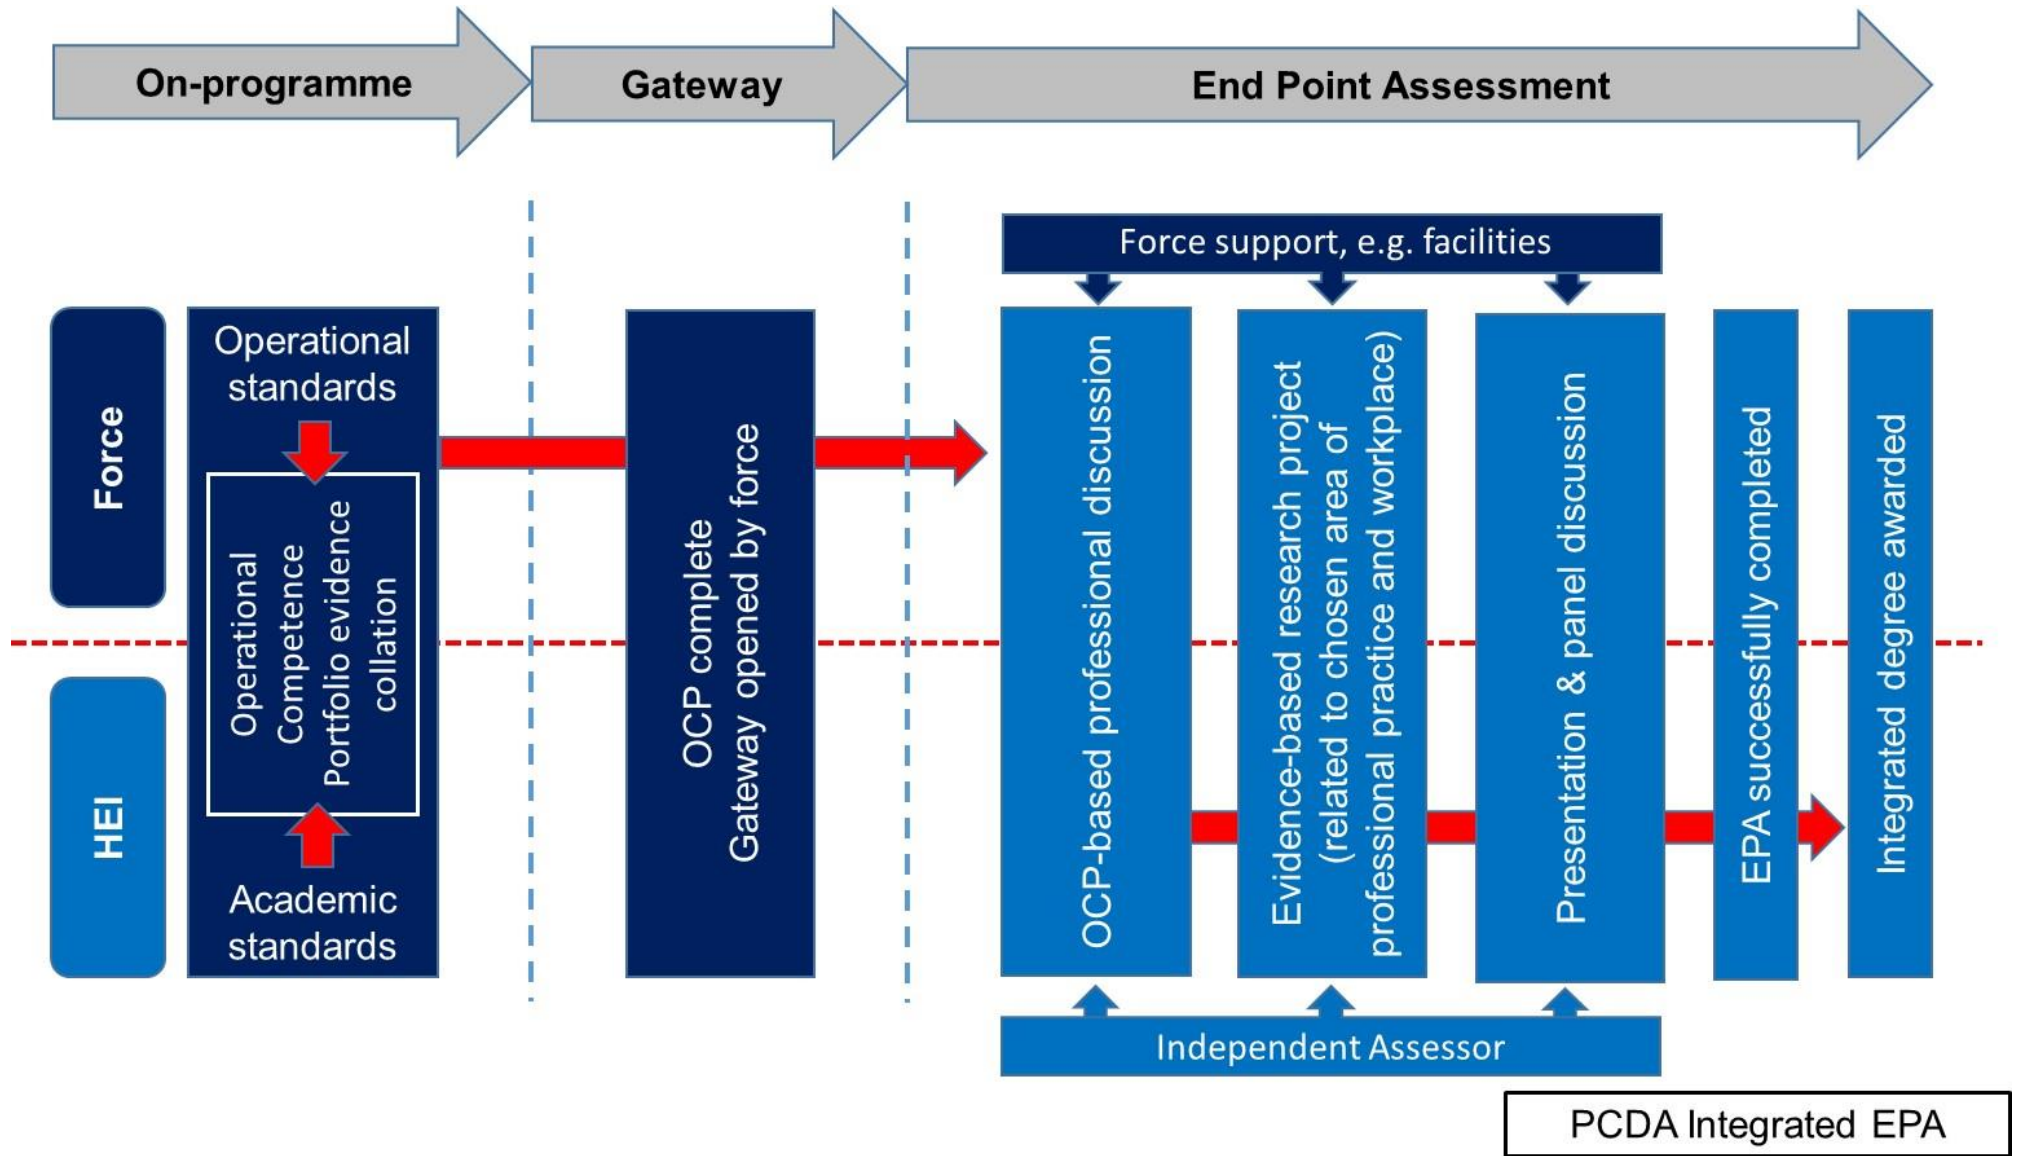 On-programme
Gateway
End Point Assessment
Force support, e.g. facilities
Force
HEI
Operational
standards
Operational
Competence
Portfolio evidence
collation
Academic
standards
OCP complete
Gateway opened by force
OCP-based professional discussion
Evidence-based research project
(related to chosen area of
professional practice and workplace)
Presentation & panel discussion
EPA successfully completed
Integrated degree awarded
Independent Assessor
PCDA Integrated EPA